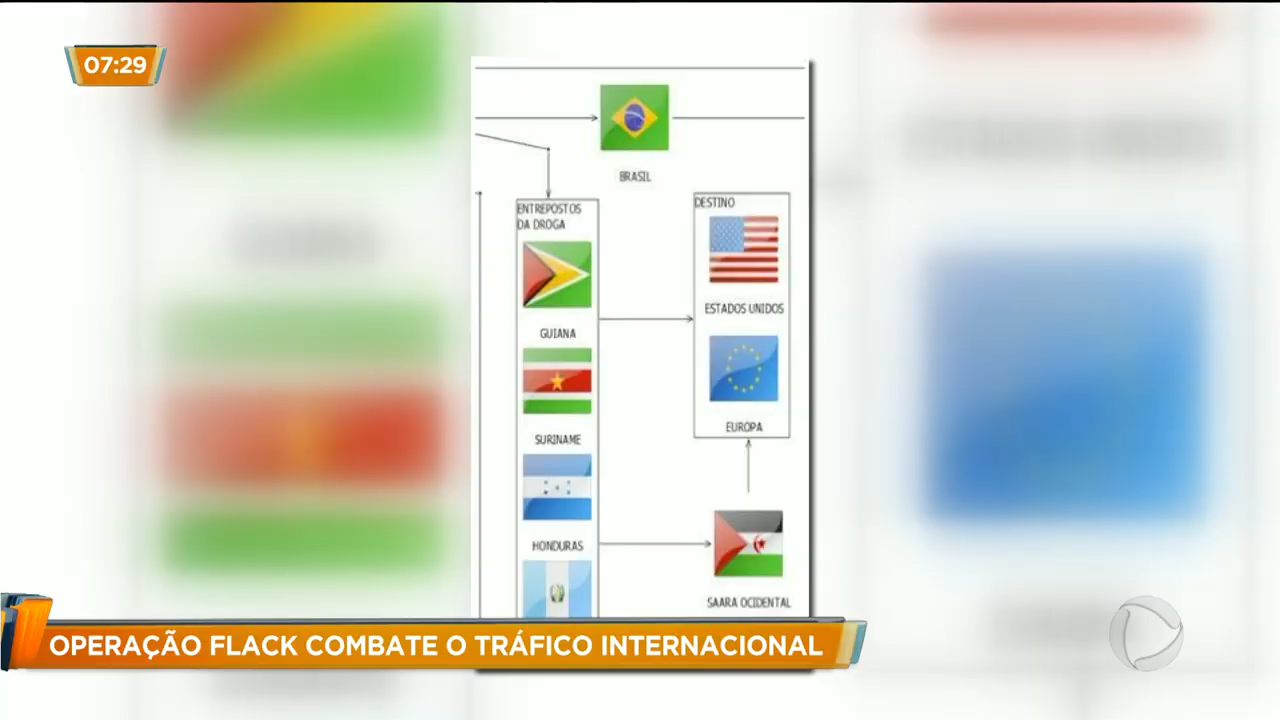 07:29
BRASIL
ENTREPOSTOS
DA DROGA
DESTINO
GUIANA
ESTADOS UNIDOS
SURINAME
EUROPA
HONDURAS
SAARA OCIDENTAL
OPERAÇÃO FLACK COMBATE O TRÁFICO INTERNACIONAL